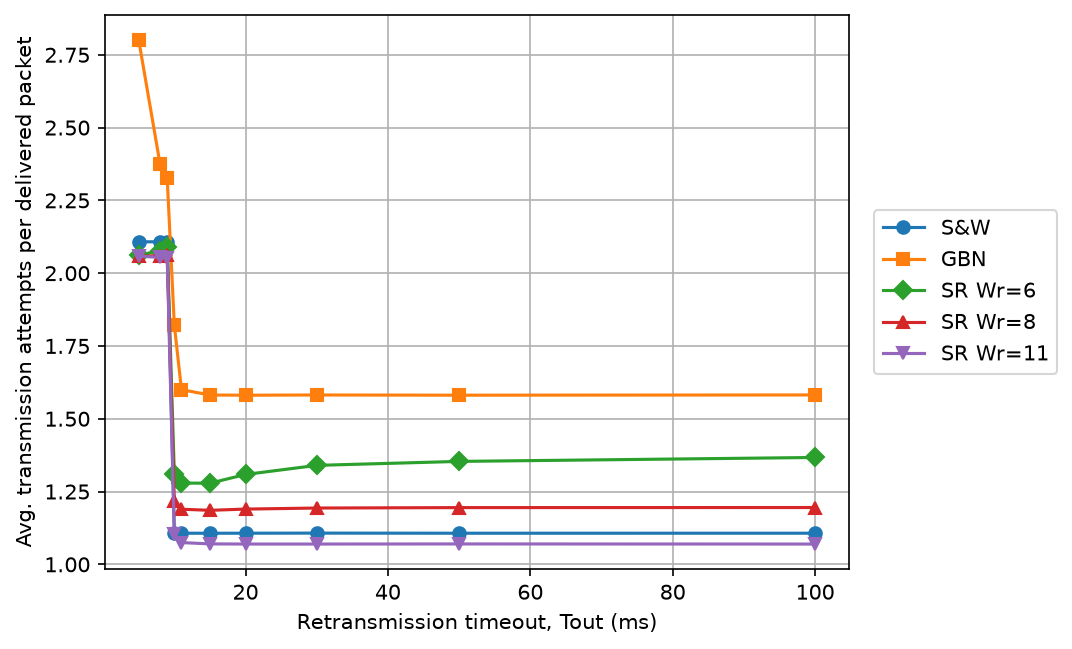 Avg. transmission attempts per delivered packet
2.75
2.50
2.25
2.00
1.75
1.50
1.25
1.00
20 40 60 80 100
Retransmission timeout, Tout (ms)
S&W
GBN
SR Wr=6
SR Wr=8
SR Wr=11